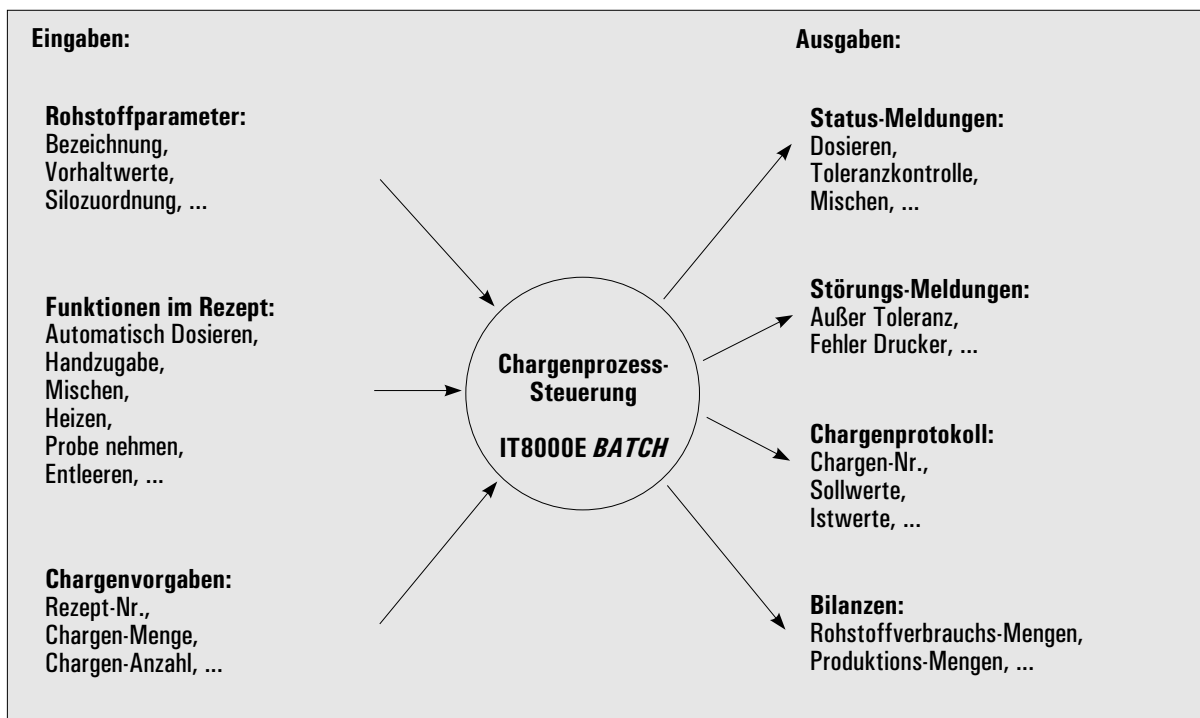 Eingaben:
Rohstoffparameter:
Bezeichnung,
Vorhaltwerte,
Silozuordnung, ...
Funktionen im Rezept:
Automatisch Dosieren,
Handzugabe,
Mischen,
Heizen,
Probe nehmen,
Entleeren, ...
Chargenvorgaben:
Rezept-Nr.,
Chargen-Menge,
Chargen-Anzahl, ...
Chargenprozess-
Steuerung
IT8000E BATCH
Ausgaben:
Status-Meldungen:
Dosieren,
Toleranzkontrolle,
Mischen, ...
Störungs-Meldungen:
Außer Toleranz,
Fehler Drucker, ...
Chargenprotokoll:
Chargen-Nr.,
Sollwerte,
Istwerte, ...
Bilanzen:
Rohstoffverbrauchs-Mengen,
Produktions-Mengen, ...